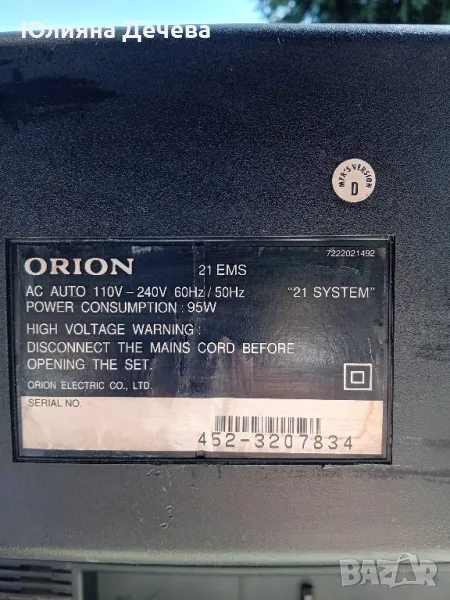 Юлияна Дечева
MFR'S VERSION
D
7222021492
ORION 21 EMS
AC AUTO 110V – 240V 60Hz / 50Hz "21 SYSTEM"
POWER CONSUMPTION : 95W
HIGH VOLTAGE WARNING :
DISCONNECT THE MAINS CORD BEFORE
OPENING THE SET.
ORION ELECTRIC CO., LTD.
SERIAL NO.
452-3207834
bazar